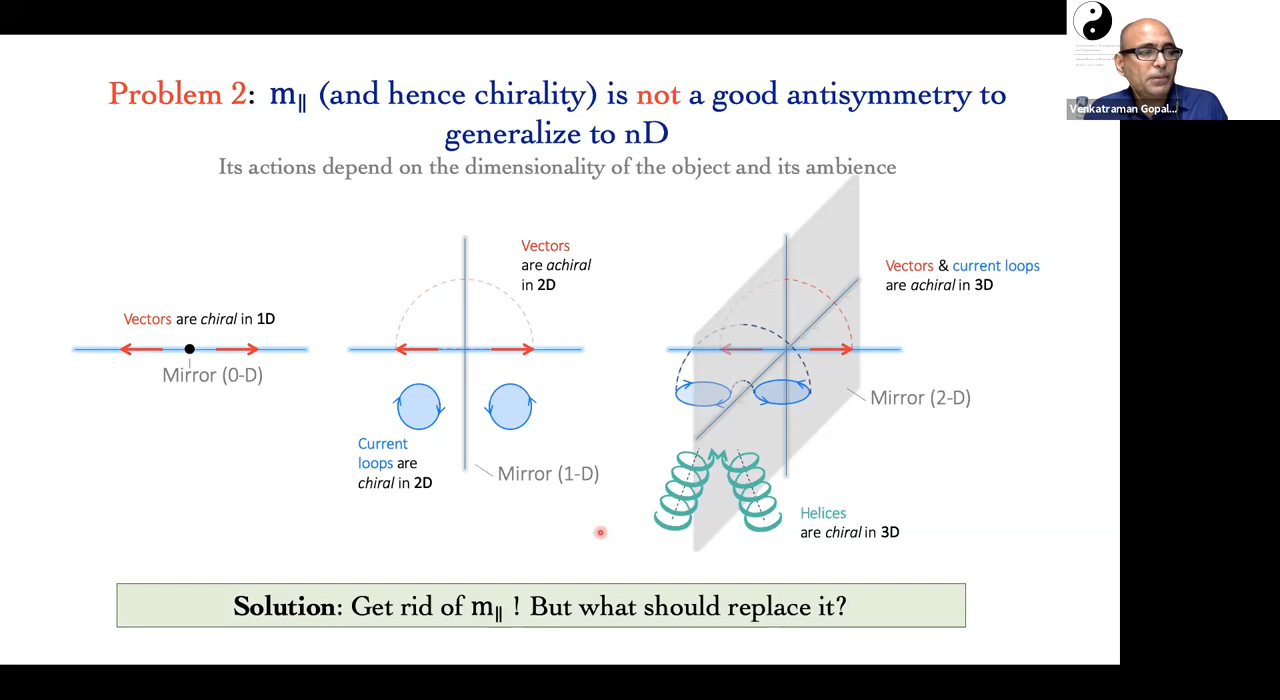 Problem 2: m∥ (and hence chirality) is not a good antisymmetry to
generalize to nD
Its actions depend on the dimensionality of the object and its ambience
Venkatraman Gopal...
Vectors are chiral in 1D
Mirror (0-D)
Vectors
are achiral
in 2D
Current
loops are
chiral in 2D
Mirror (1-D)
Vectors & current loops
are achiral in 3D
Mirror (2-D)
Helices
are chiral in 3D
Solution: Get rid of m∥ ! But what should replace it?